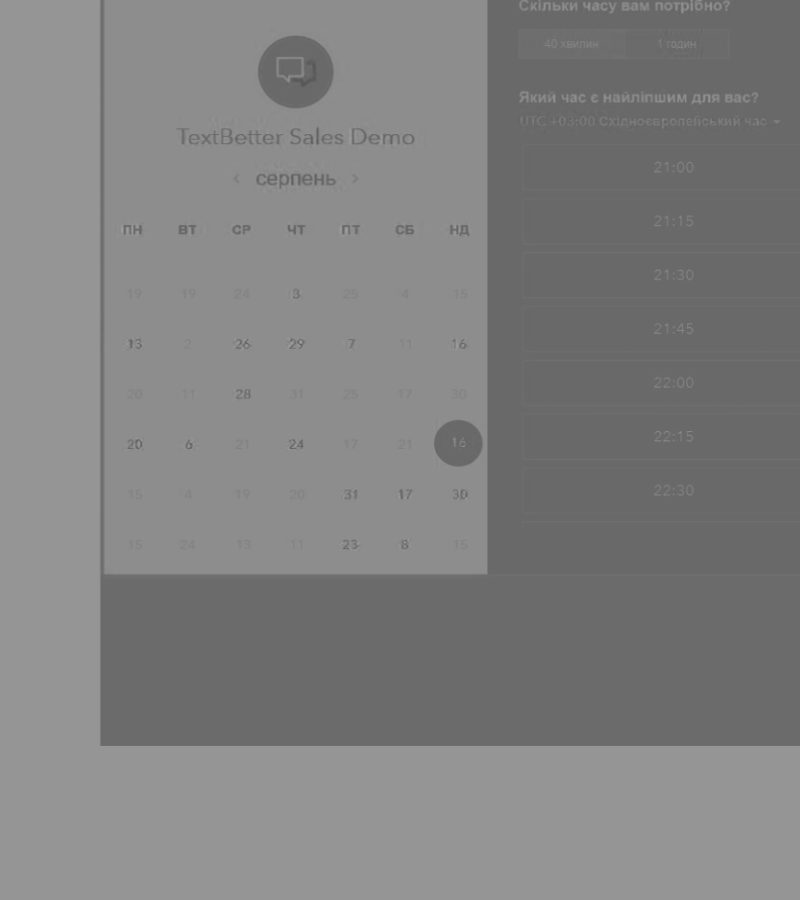 TextBetter Sales Demo
‹ серпень ›
ПН ВТ СР ЧТ ПТ СБ НД
19 19 24 3 25 4 15
13 2 26 29 7 11 16
20 11 28 31 25 17 30
20 6 21 24 17 21 16
15 4 19 20 31 17 30
15 24 13 11 23 8 15
Скільки часу вам потрібно?
40 хвилин 1 годин
Який час є найліпшим для вас?
UTC +03:00 Східноєвропейський час
21:00
21:15
21:30
21:45
22:00
22:15
22:30